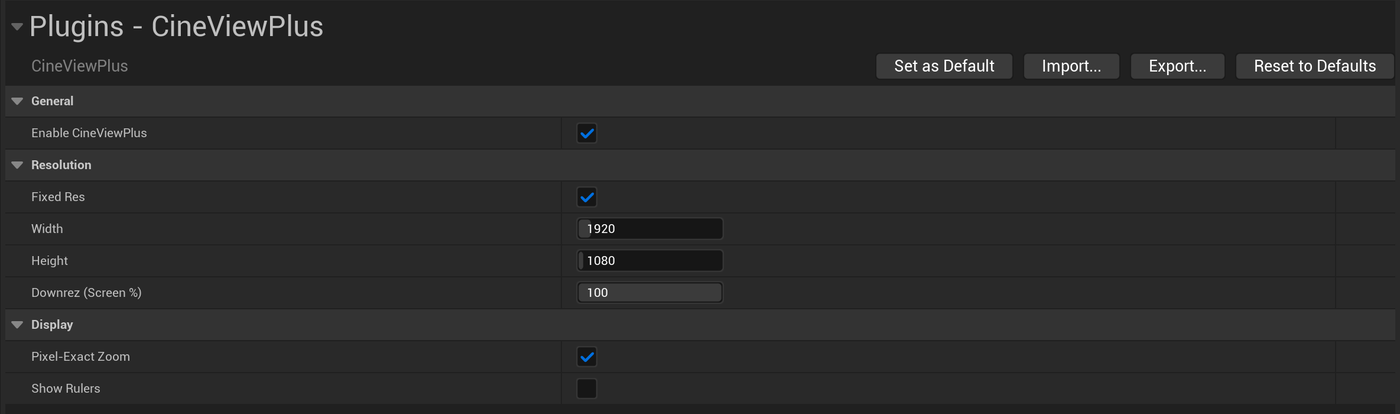 Plugins - CineViewPlus
CineViewPlus Set as Default Import... Export... Reset to Defaults
General
Enable CineViewPlus
Resolution
Fixed Res
Width 1920
Height 1080
Downrez (Screen %) 100
Display
Pixel-Exact Zoom
Show Rulers